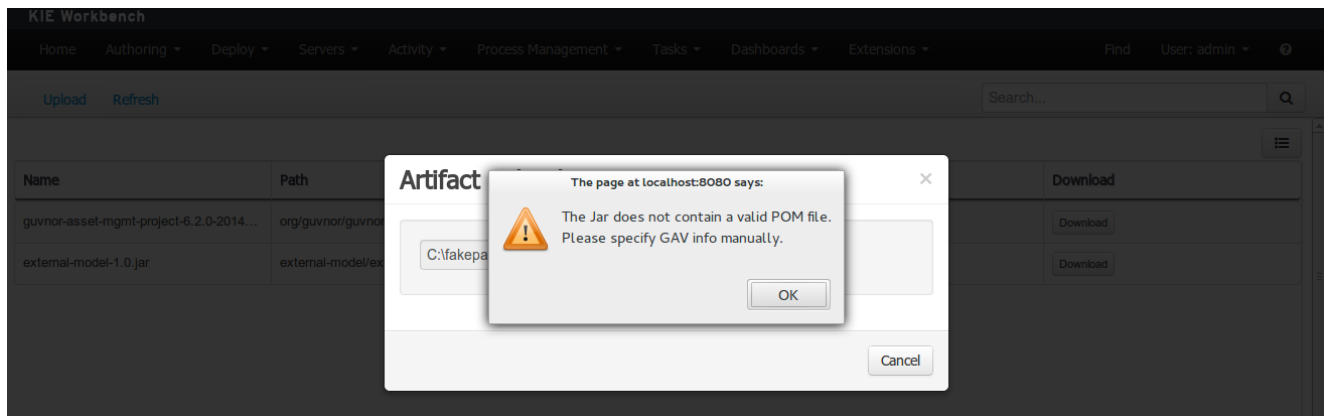 KIE Workbench
Home Authoring Deploy Servers Activity Process Management Tasks Dashboards Extensions Find User: admin ?
Upload Refresh Search...
Artifact
The page at localhost:8080 says:
×
The Jar does not contain a valid POM file.
Please specify GAV info manually.
Name Path Download
guvnor-asset-mgmt-project-6.2.0-2014... org/guvnor/guvnor Download
C:\fakepa
external-model-1.0.jar external-model/ex Download
OK
Cancel